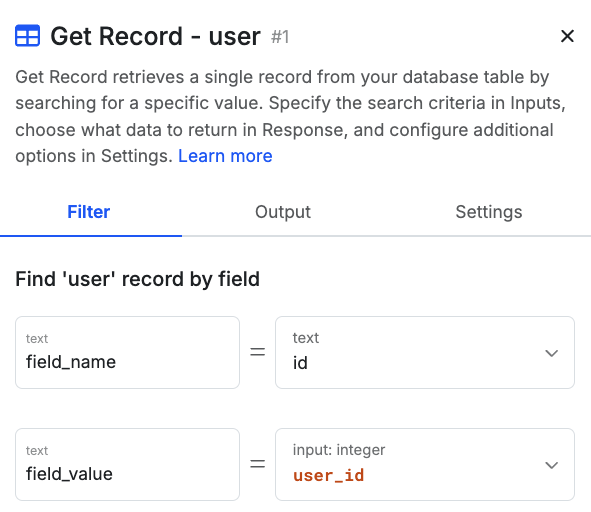 Get Record - user #1
Get Record retrieves a single record from your database table by
searching for a specific value. Specify the search criteria in Inputs,
choose what data to return in Response, and configure additional
options in Settings. Learn more
Filter Output Settings
Find 'user' record by field
text
field_name
=
text
id
text
field_value
=
input: integer
user_id